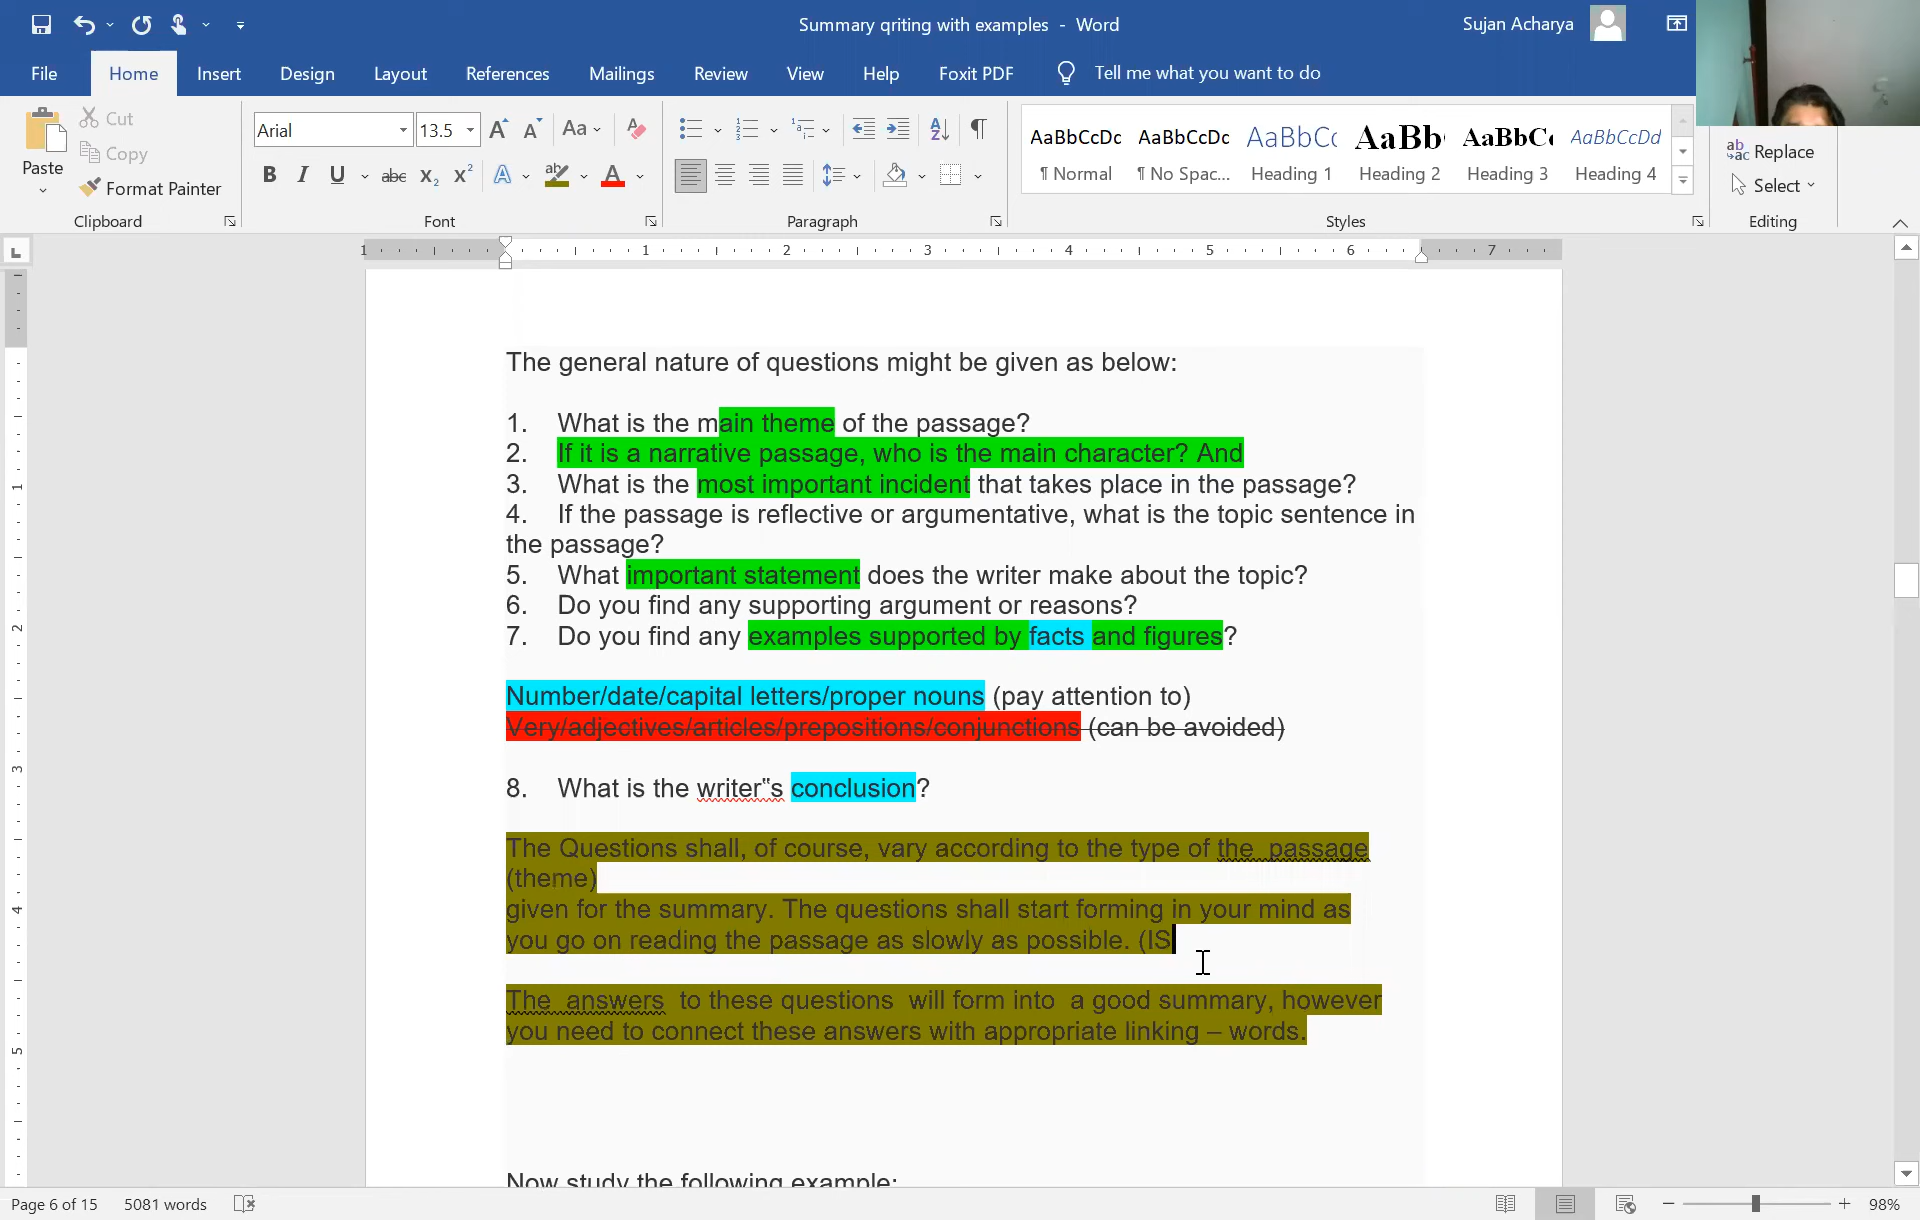 Summary qriting with examples - Word
Sujan Acharya
File Home Insert Design Layout References Mailings Review View Help Foxit PDF Tell me what you want to do
Paste
Cut
Copy
Format Painter
Clipboard
Arial 13.5
Font
Paragraph
AaBbCcDc AaBbCcDc AaBbCc AaBb AaBbCc AaBbCcDd
¶ Normal ¶ No Spac... Heading 1 Heading 2 Heading 3 Heading 4
Styles
Replace
Select
Editing
1 1 2 3 4 5 6 7
The general nature of questions might be given as below:
1. What is the main theme of the passage?
2. If it is a narrative passage, who is the main character? And
3. What is the most important incident that takes place in the passage?
4. If the passage is reflective or argumentative, what is the topic sentence in
the passage?
5. What important statement does the writer make about the topic?
6. Do you find any supporting argument or reasons?
7. Do you find any examples supported by facts and figures?
Number/date/capital letters/proper nouns (pay attention to)
Very/adjectives/articles/prepositions/conjunctions (can be avoided)
8. What is the writer‟s conclusion?
The Questions shall, of course, vary according to the type of the passage
(theme)
given for the summary. The questions shall start forming in your mind as
you go on reading the passage as slowly as possible. (IS
The answers to these questions will form into a good summary, however
you need to connect these answers with appropriate linking – words.
Now study the following example:
Page 6 of 15 5081 words 98%